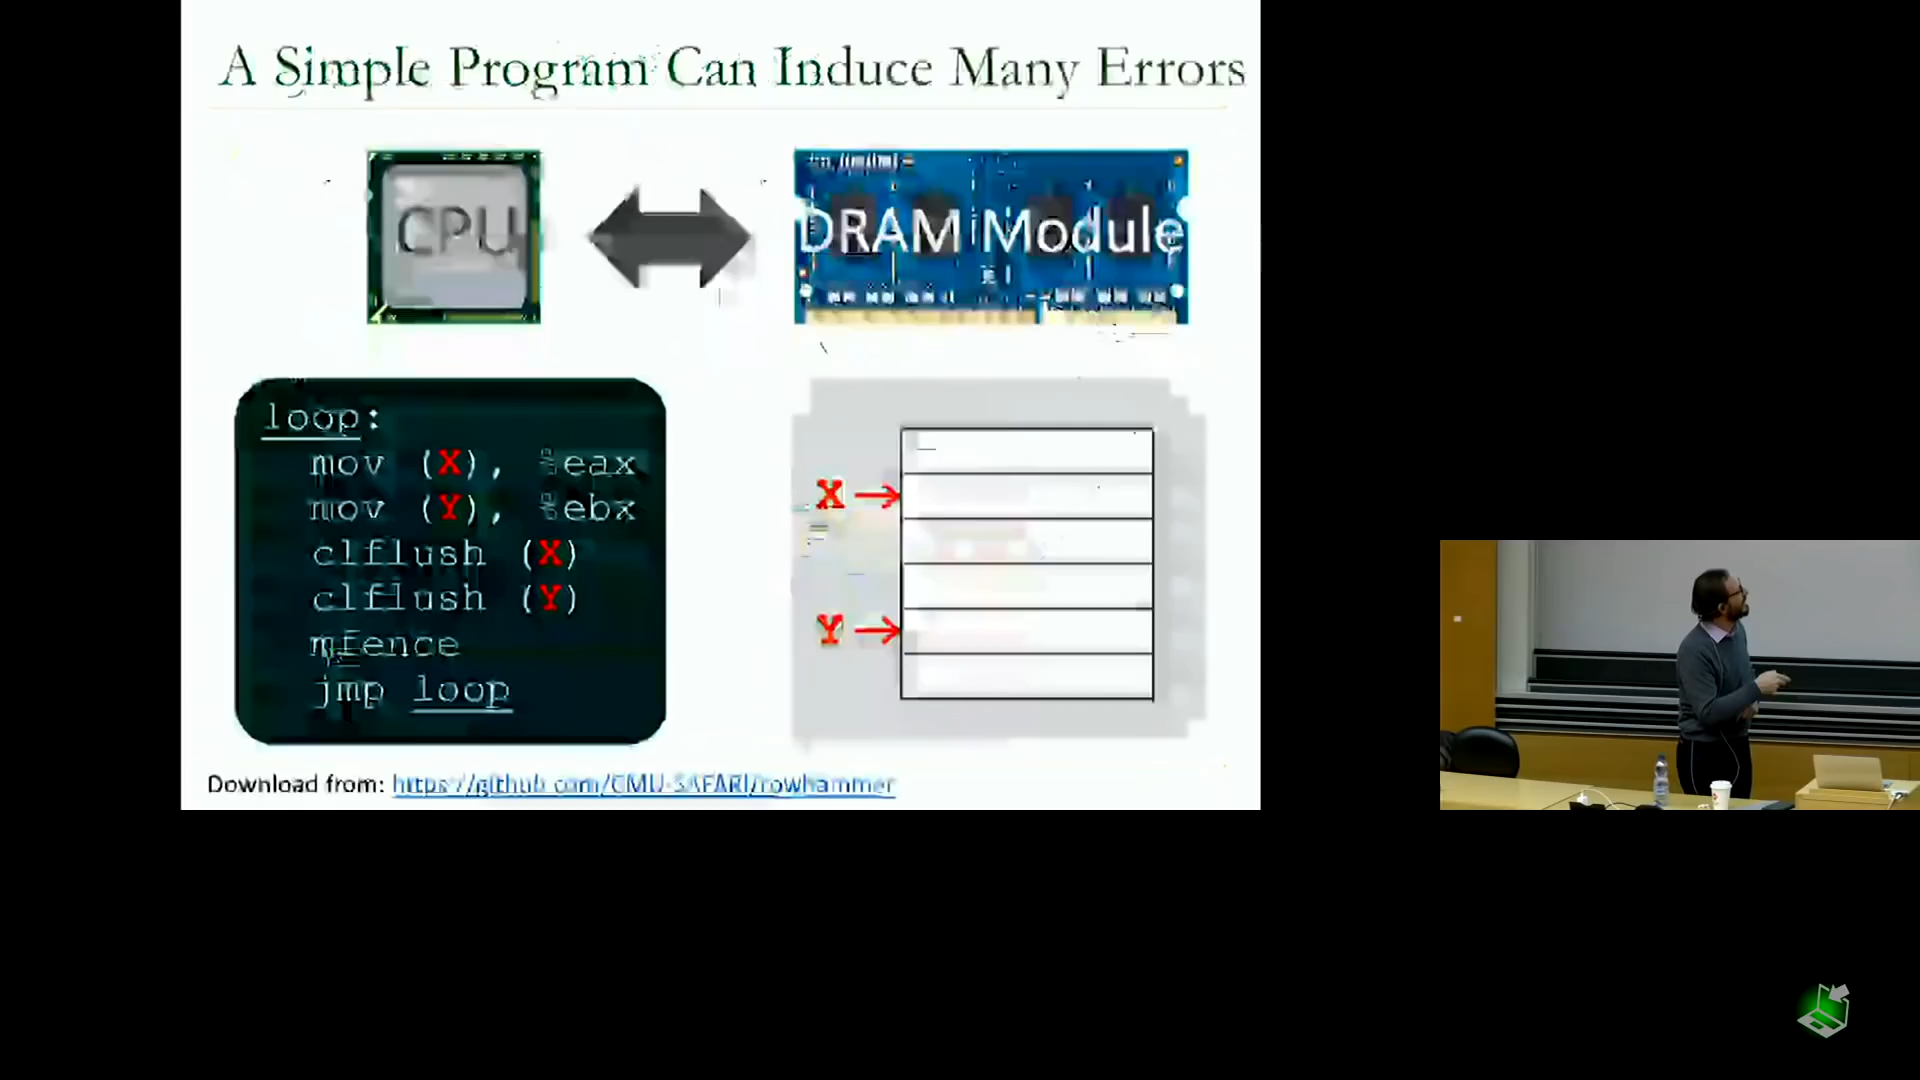 A Simple Program Can Induce Many Errors
CPU
DRAM Module
loop:
mov (X), %eax
mov (Y), %ebx
clflush (X)
clflush (Y)
mfence
jmp loop
X
Y
Download from: https://github.com/CMU-SAFARI/rowhammer